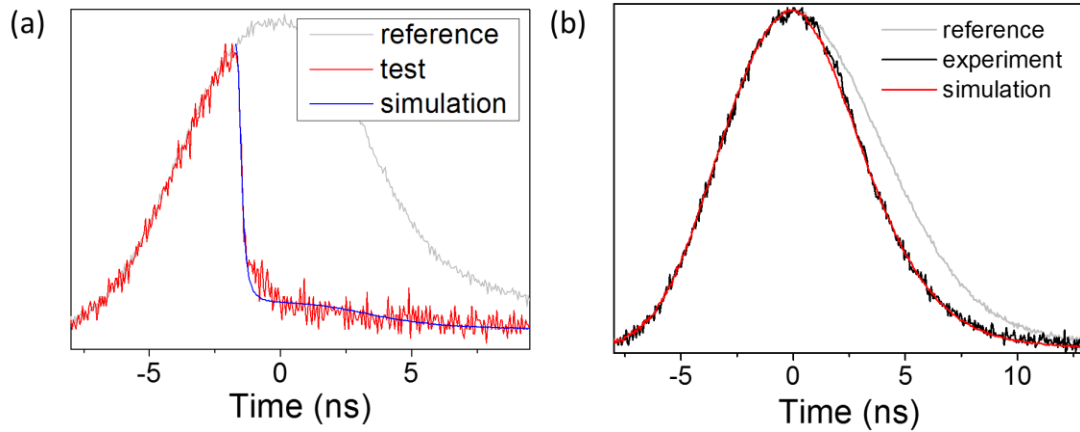 (a)
reference
test
simulation
-5
0
5
Time (ns)
(b)
reference
experiment
simulation
-5
0
5
10
Time (ns)